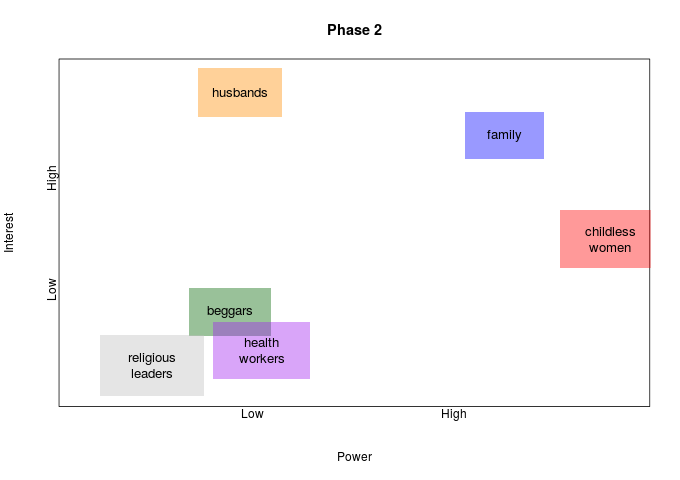 Phase 2
husbands
family
High
Interest
childless
women
Low
beggars
health
workers
religious
leaders
Low
High
Power